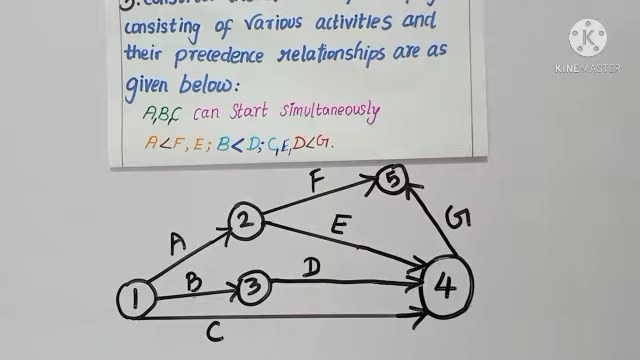 consisting of various activities and
their precedence relationships are as
given below:
A,B,C can start simultaneously
A<F, E; B<D; C,E,D<G.
KINEMASTER
F
5
2
E
G
A
B
3
D
4
1
C